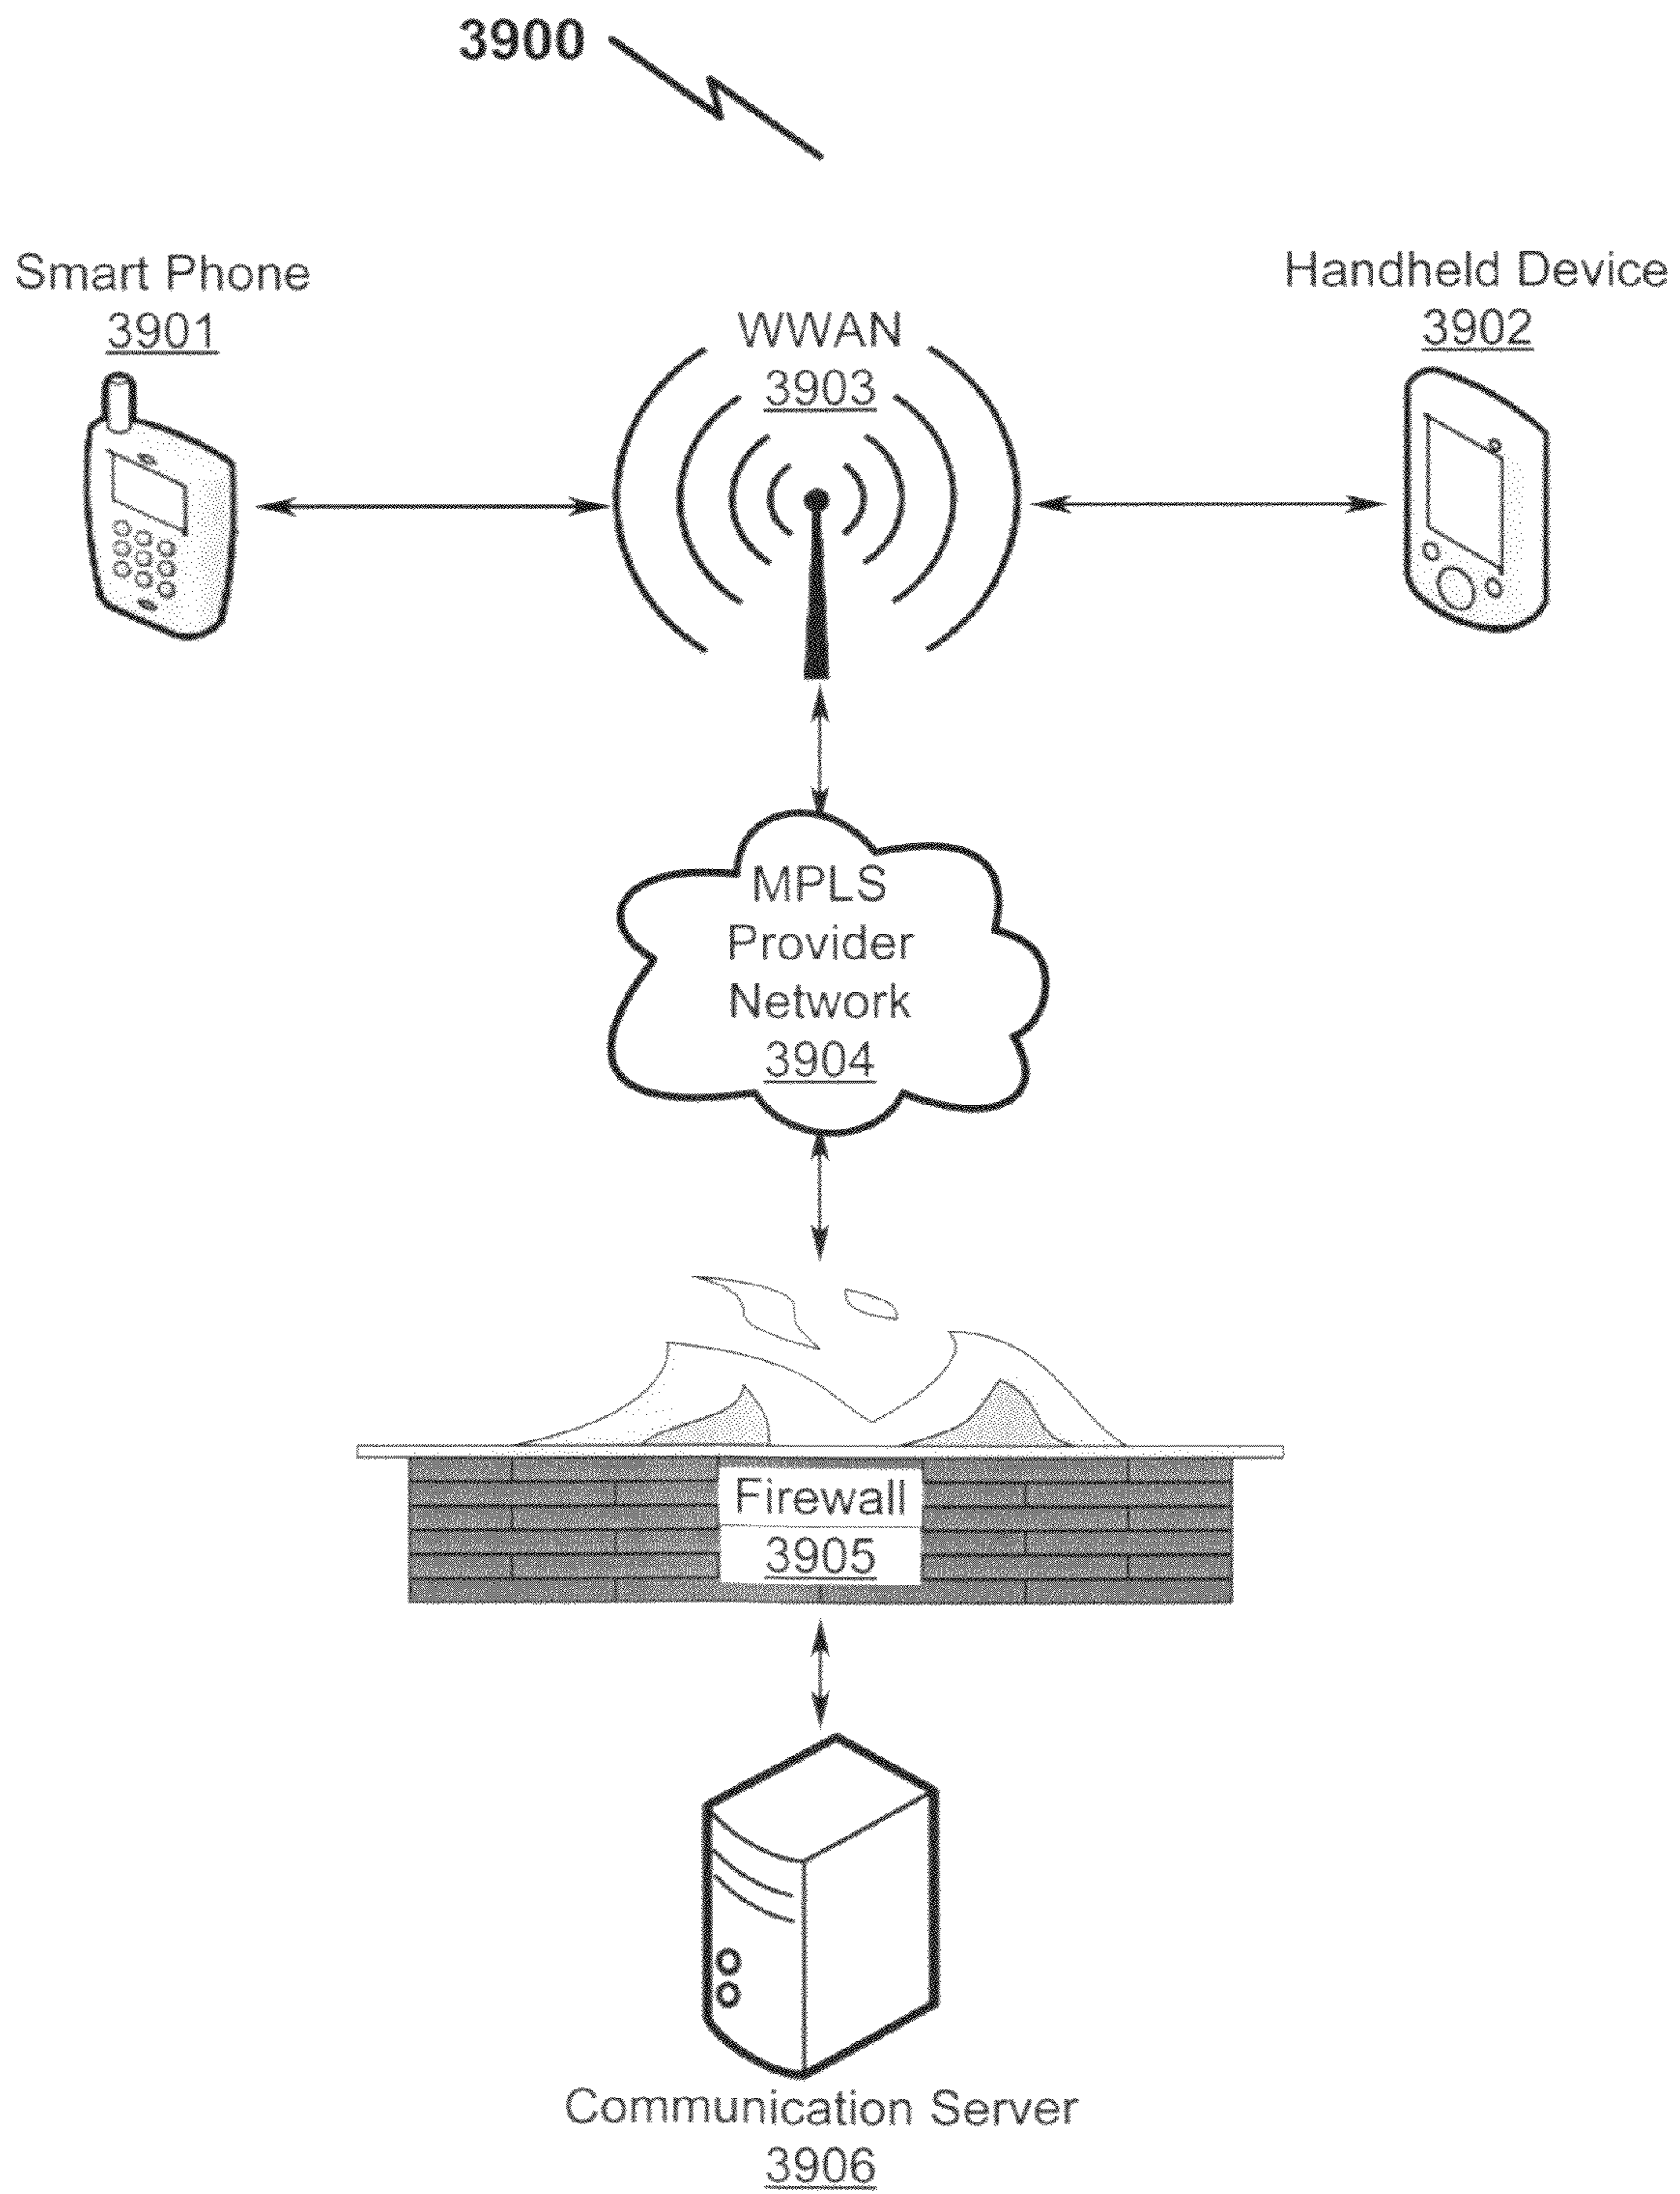 3900
Smart Phone
3901
Handheld Device
3902
WWAN
3903
MPLS
Provider
Network
3904
Firewall
3905
Communication Server
3906